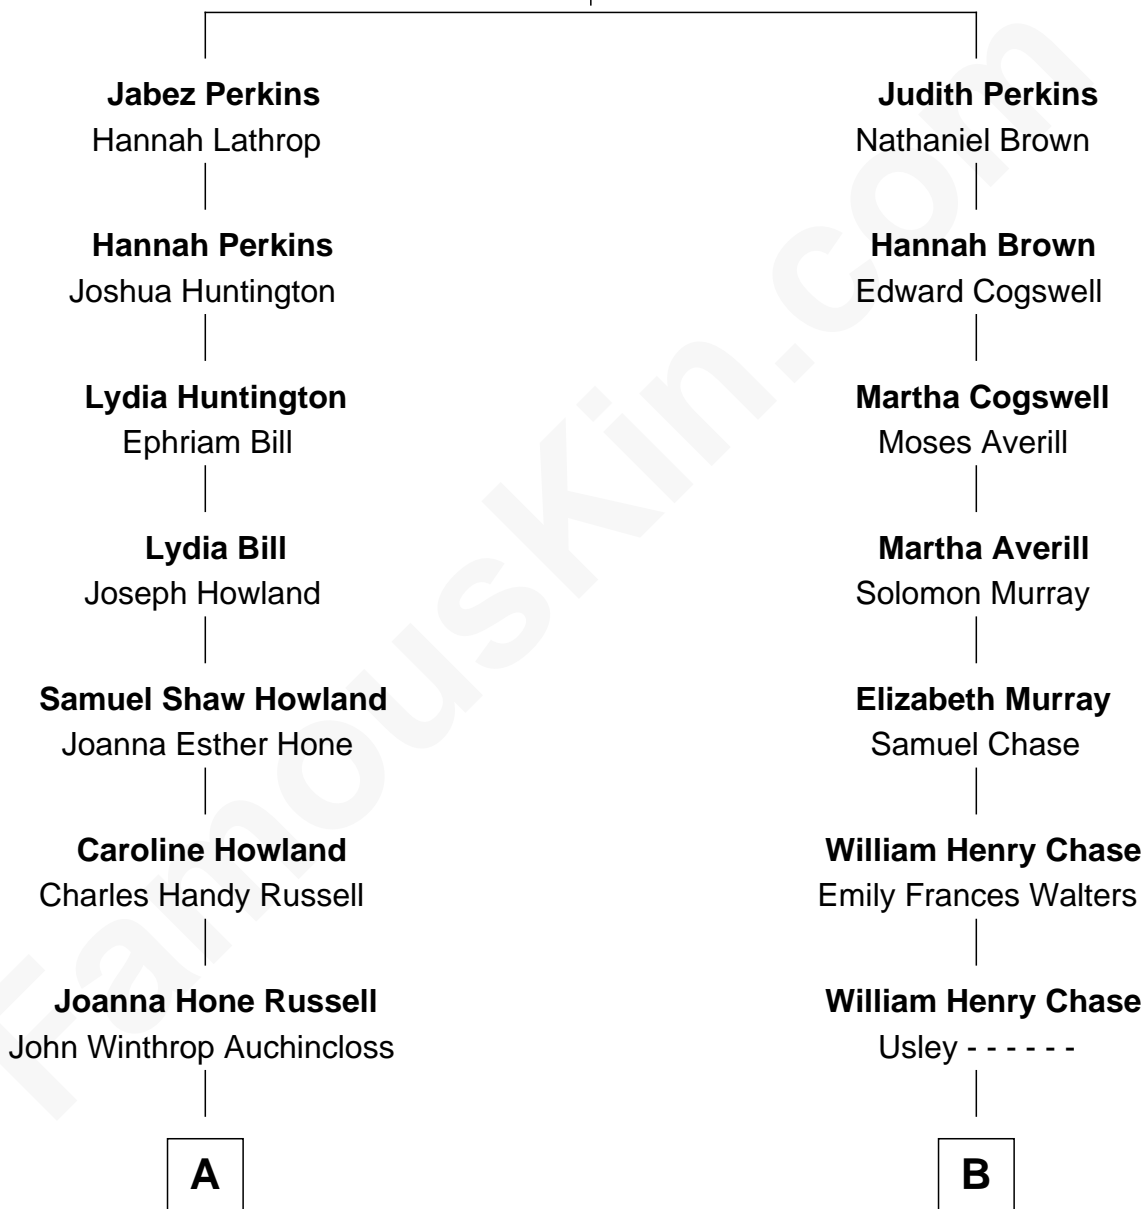 Jabez Perkins
Hannah Lathrop
Hannah Perkins
Joshua Huntington
Lydia Huntington
Ephriam Bill
Lydia Bill
Joseph Howland
Samuel Shaw Howland
Joanna Esther Hone
Caroline Howland
Charles Handy Russell
Joanna Hone Russell
John Winthrop Auchincloss
A
Judith Perkins
Nathaniel Brown
Hannah Brown
Edward Cogswell
Martha Cogswell
Moses Averill
Martha Averill
Solomon Murray
Elizabeth Murray
Samuel Chase
William Henry Chase
Emily Frances Walters
William Henry Chase
Usley - - - - - -
B
FamousKin.com